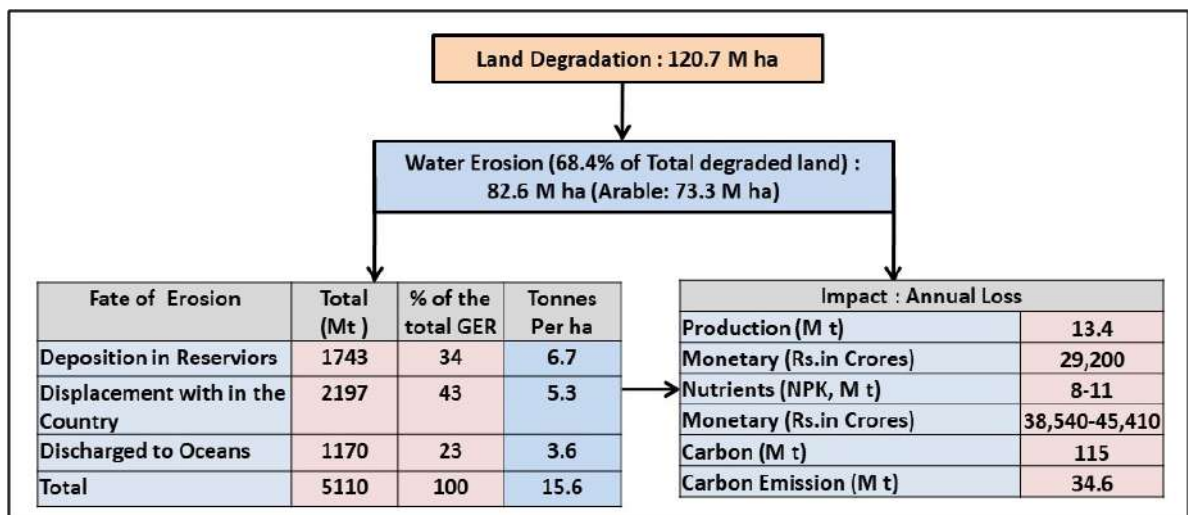 Land Degradation : 120.7 M ha
Water Erosion (68.4% of Total degraded land) :
82.6 M ha (Arable: 73.3 M ha)
Fate of Erosion Total (Mt ) % of the total GER Tonnes Per ha
Deposition in Reserviors 1743 34 6.7
Displacement with in the Country 2197 43 5.3
Discharged to Oceans 1170 23 3.6
Total 5110 100 15.6
Impact : Annual Loss
Production (M t) 13.4
Monetary (Rs.in Crores) 29,200
Nutrients (NPK, M t) 8-11
Monetary (Rs.in Crores) 38,540-45,410
Carbon (M t) 115
Carbon Emission (M t) 34.6